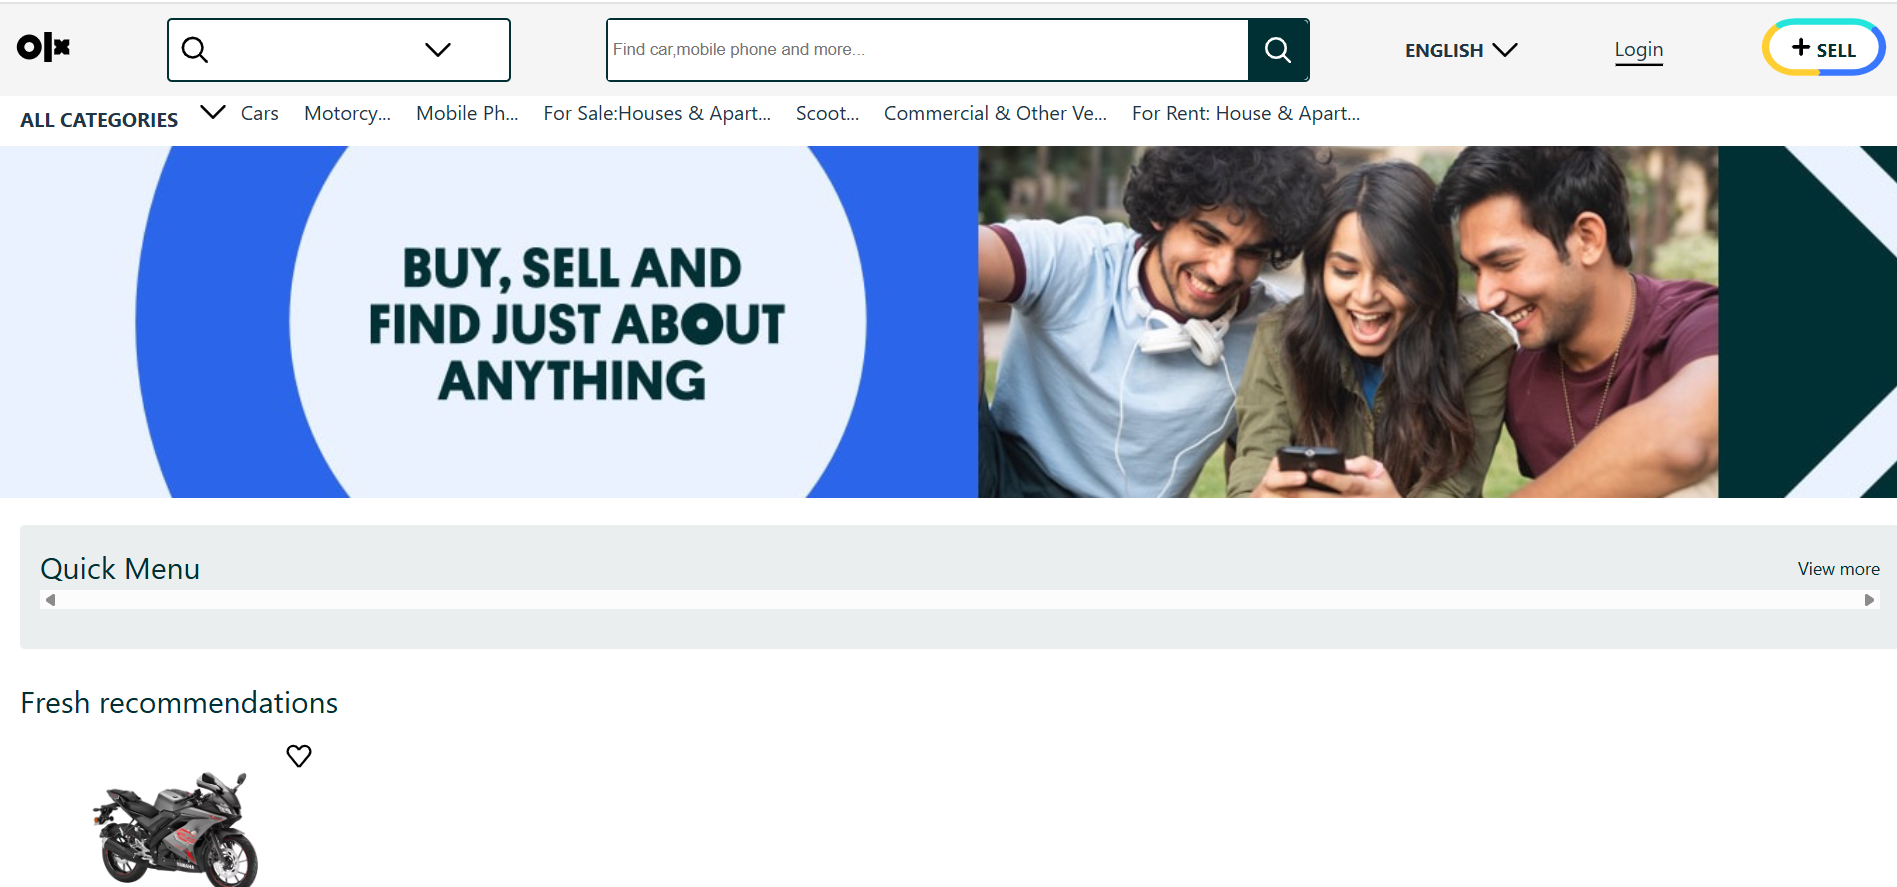 olx
Find car,mobile phone and more...
ENGLISH
Login
+ SELL
ALL CATEGORIES
Cars
Motorcy...
Mobile Ph...
For Sale:Houses & Apart...
Scoot...
Commercial & Other Ve...
For Rent: House & Apart...
BUY, SELL AND
FIND JUST ABOUT
ANYTHING
Quick Menu
View more
Fresh recommendations
YAMAHA